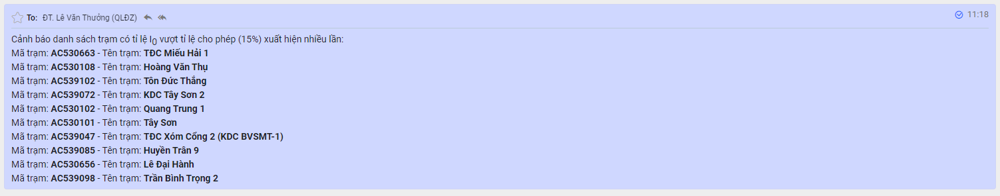 To: ĐT. Lê Văn Thưởng (QLĐZ) 11:18
Cảnh báo danh sách trạm có tỉ lệ I0 vượt tỉ lệ cho phép (15%) xuất hiện nhiều lần:
Mã trạm: AC530663 - Tên trạm: TĐC Miếu Hải 1
Mã trạm: AC530108 - Tên trạm: Hoàng Văn Thụ
Mã trạm: AC539102 - Tên trạm: Tôn Đức Thắng
Mã trạm: AC539072 - Tên trạm: KDC Tây Sơn 2
Mã trạm: AC530102 - Tên trạm: Quang Trung 1
Mã trạm: AC530101 - Tên trạm: Tây Sơn
Mã trạm: AC539047 - Tên trạm: TĐC Xóm Cống 2 (KDC BVSMT-1)
Mã trạm: AC539085 - Tên trạm: Huyền Trân 9
Mã trạm: AC530656 - Tên trạm: Lê Đại Hành
Mã trạm: AC539098 - Tên trạm: Trần Bình Trọng 2